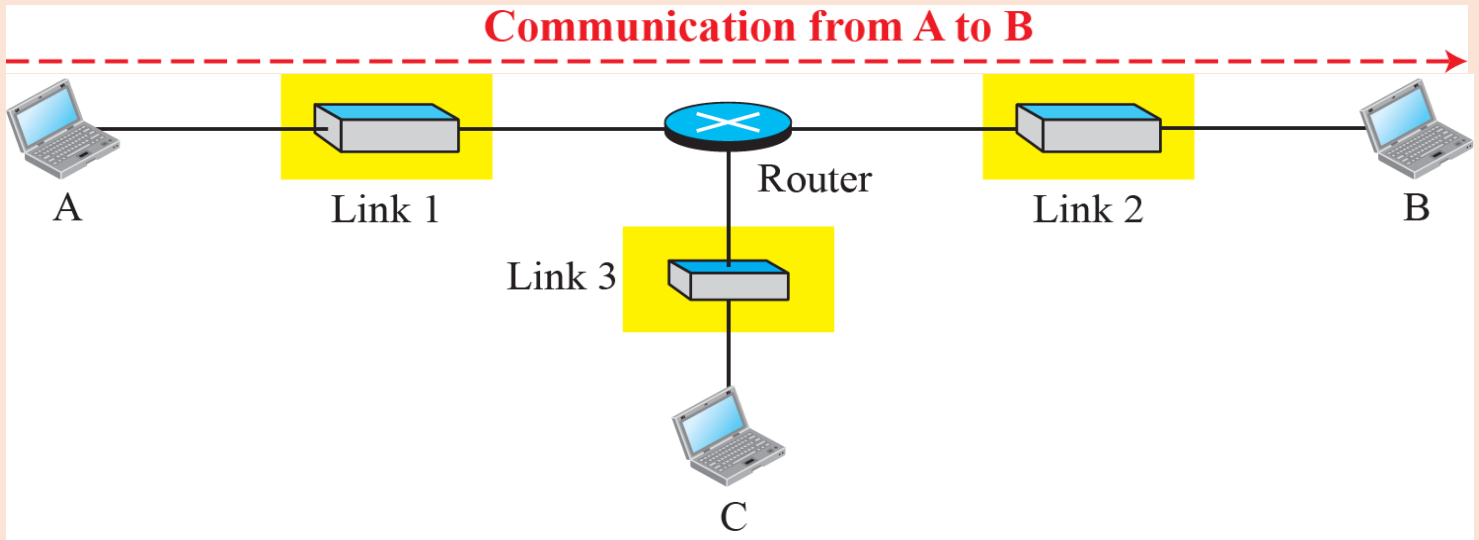 Communication from A to B
A
Link 1
Router
Link 2
B
Link 3
C